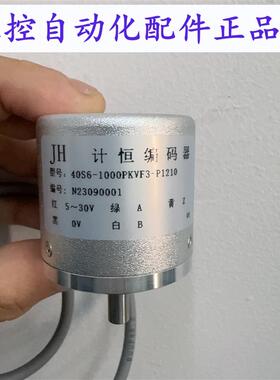 控自动化配件正品
JH 计恒编码器
型号: 40S6-1000PKVF3-P1210
编号: N23090001
红 5~30V 绿 A 黄 Z
黑 0V 白 B